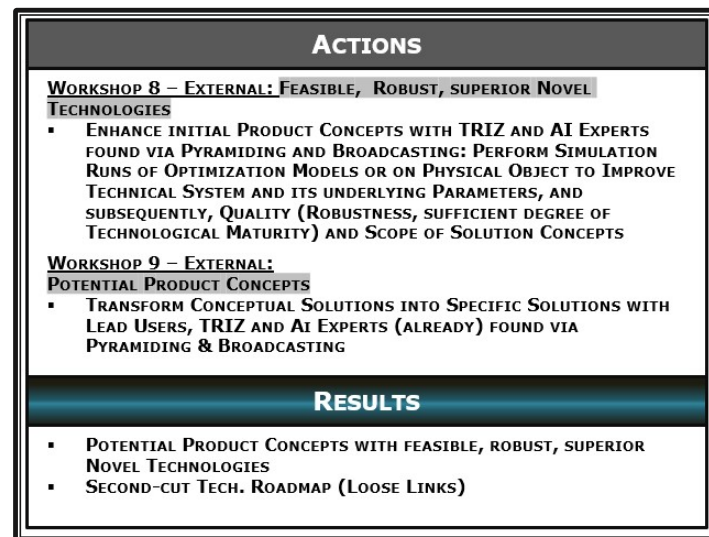 ACTIONS
WORKSHOP 8 – EXTERNAL: FEASIBLE, ROBUST, SUPERIOR NOVEL
TECHNOLOGIES
▪ ENHANCE INITIAL PRODUCT CONCEPTS WITH TRIZ AND AI EXPERTS
FOUND VIA PYRAMIDING AND BROADCASTING: PERFORM SIMULATION
RUNS OF OPTIMIZATION MODELS OR ON PHYSICAL OBJECT TO IMPROVE
TECHNICAL SYSTEM AND ITS UNDERLYING PARAMETERS, AND
SUBSEQUENTLY, QUALITY (ROBUSTNESS, SUFFICIENT DEGREE OF
TECHNOLOGICAL MATURITY) AND SCOPE OF SOLUTION CONCEPTS
WORKSHOP 9 – EXTERNAL:
POTENTIAL PRODUCT CONCEPTS
▪ TRANSFORM CONCEPTUAL SOLUTIONS INTO SPECIFIC SOLUTIONS WITH
LEAD USERS, TRIZ AND AI EXPERTS (ALREADY) FOUND VIA
PYRAMIDING & BROADCASTING
RESULTS
▪ POTENTIAL PRODUCT CONCEPTS WITH FEASIBLE, ROBUST, SUPERIOR
NOVEL TECHNOLOGIES
▪ SECOND-CUT TECH. ROADMAP (LOOSE LINKS)